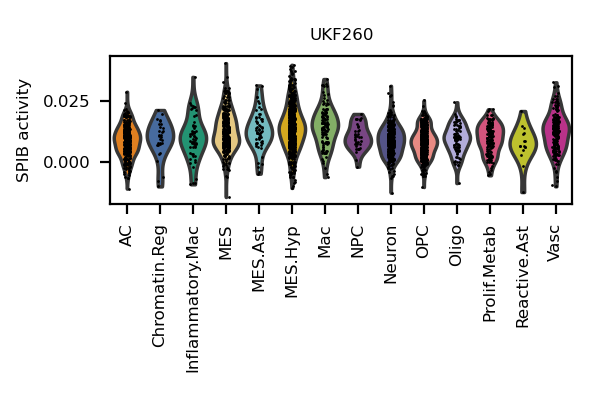 UKF260
SPIB activity
0.025
0.000
AC
Chromatin.Reg
Inflammatory.Mac
MES
MES.Ast
MES.Hyp
Mac
NPC
Neuron
OPC
Oligo
Prolif.Metab
Reactive.Ast
Vasc